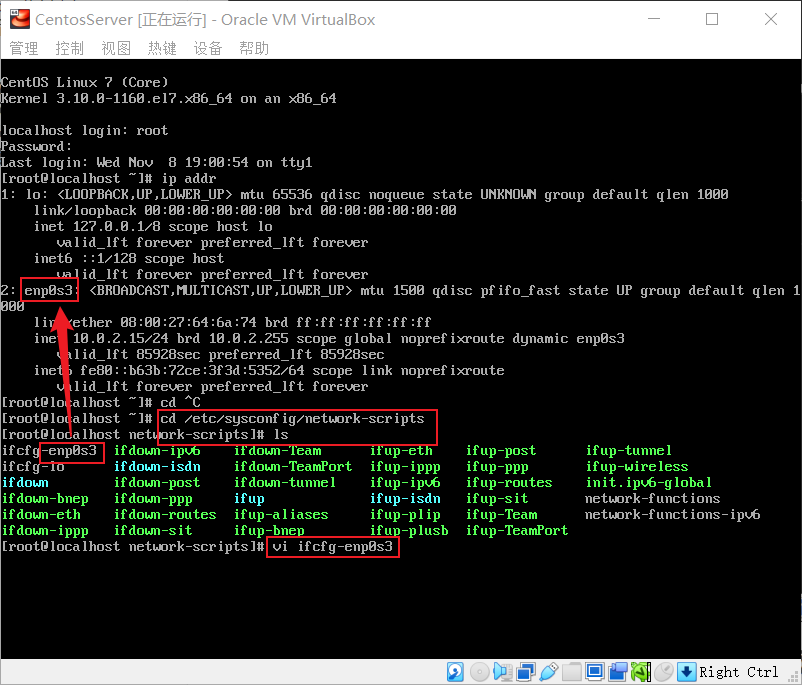 CentosServer [正在运行] - Oracle VM VirtualBox
管理 控制 视图 热键 设备 帮助
CentOS Linux 7 (Core)
Kernel 3.10.0-1160.el7.x86_64 on an x86_64
localhost login: root
Password:
Last login: Wed Nov  8 19:00:54 on tty1
[root@localhost ~]# ip addr
1: lo: <LOOPBACK,UP,LOWER_UP> mtu 65536 qdisc noqueue state UNKNOWN group default qlen 1000
    link/loopback 00:00:00:00:00:00 brd 00:00:00:00:00:00
    inet 127.0.0.1/8 scope host lo
       valid_lft forever preferred_lft forever
    inet6 ::1/128 scope host
       valid_lft forever preferred_lft forever
2: enp0s3: <BROADCAST,MULTICAST,UP,LOWER_UP> mtu 1500 qdisc pfifo_fast state UP group default qlen 1
000
    link/ether 08:00:27:64:6a:74 brd ff:ff:ff:ff:ff:ff
    inet 10.0.2.15/24 brd 10.0.2.255 scope global noprefixroute dynamic enp0s3
       valid_lft 85928sec preferred_lft 85928sec
    inet6 fe80::b63b:72ce:3f3d:5352/64 scope link noprefixroute
       valid_lft forever preferred_lft forever
[root@localhost ~]# cd ^C
[root@localhost ~]# cd /etc/sysconfig/network-scripts
[root@localhost network-scripts]# ls
ifcfg-enp0s3  ifdown-ipv6    ifdown-Team      ifup-eth    ifup-post      ifup-tunnel
ifcfg-lo      ifdown-isdn    ifdown-TeamPort  ifup-ippp   ifup-ppp       ifup-wireless
ifdown        ifdown-post    ifdown-tunnel    ifup-ipv6   ifup-routes    init.ipv6-global
ifdown-bnep   ifdown-ppp     ifup             ifup-isdn   ifup-sit       network-functions
ifdown-eth    ifdown-routes  ifup-aliases     ifup-plip   ifup-Team      network-functions-ipv6
ifdown-ippp   ifdown-sit     ifup-bnep        ifup-plusb  ifup-TeamPort
[root@localhost network-scripts]# vi ifcfg-enp0s3
Right Ctrl